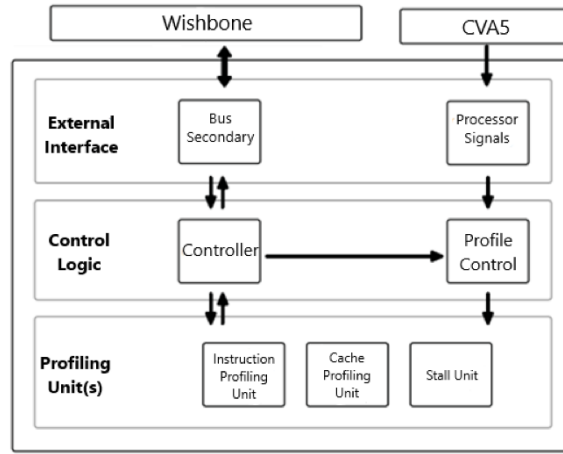 Wishbone
CVA5
External
Interface
Bus
Secondary
Processor
Signals
Control
Logic
Controller
Profile
Control
Profiling
Unit(s)
Instruction
Profiling
Unit
Cache
Profiling
Unit
Stall Unit